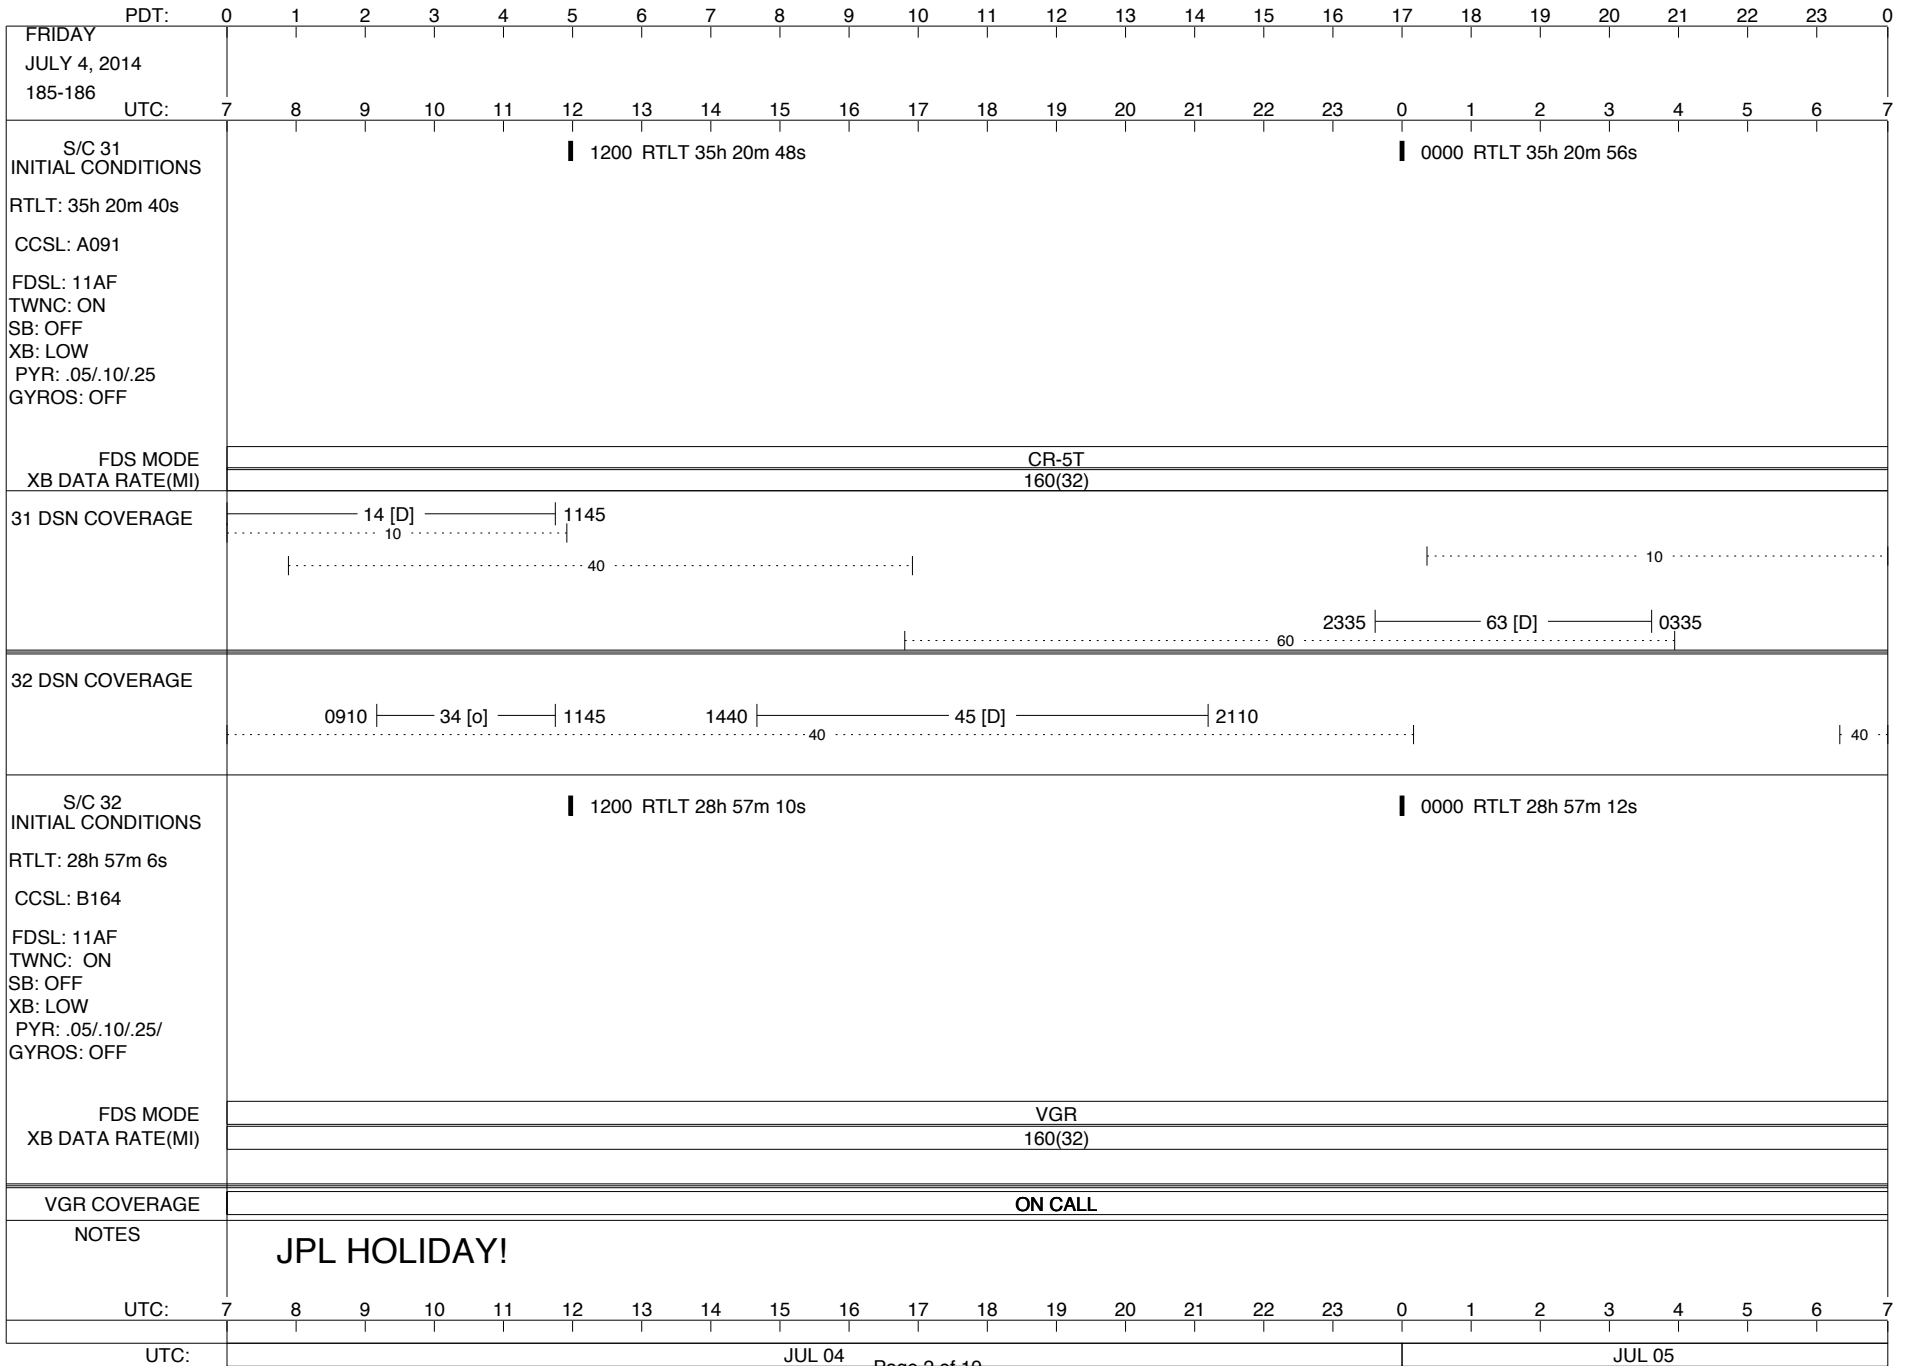 PDT: 0 1 2 3 4 5 6 7 8 9 10 11 12 13 14 15 16 17 18 19 20 21 22 23 0
FRIDAY
JULY 4, 2014
185-186
UTC: 7 8 9 10 11 12 13 14 15 16 17 18 19 20 21 22 23 0 1 2 3 4 5 6 7
S/C 31
INITIAL CONDITIONS
1200 RTLT 35h 20m 48s
0000 RTLT 35h 20m 56s
RTLT: 35h 20m 40s
CCSL: A091
FDSL: 11AF
TWNC: ON
SB: OFF
XB: LOW
PYR: .05/.10/.25
GYROS: OFF
FDS MODE CR-5T
XB DATA RATE(MI) 160(32)
31 DSN COVERAGE
14 [D] 1145
10
40
10
2335 63 [D] 0335
60
32 DSN COVERAGE
0910 34 [o] 1145 1440 45 [D] 2110
40 40
S/C 32
INITIAL CONDITIONS
1200 RTLT 28h 57m 10s
0000 RTLT 28h 57m 12s
RTLT: 28h 57m 6s
CCSL: B164
FDSL: 11AF
TWNC: ON
SB: OFF
XB: LOW
PYR: .05/.10/.25/
GYROS: OFF
FDS MODE VGR
XB DATA RATE(MI) 160(32)
VGR COVERAGE ON CALL
NOTES
JPL HOLIDAY!
UTC: 7 8 9 10 11 12 13 14 15 16 17 18 19 20 21 22 23 0 1 2 3 4 5 6 7
UTC: JUL 04 JUL 05
Page 2 of 19